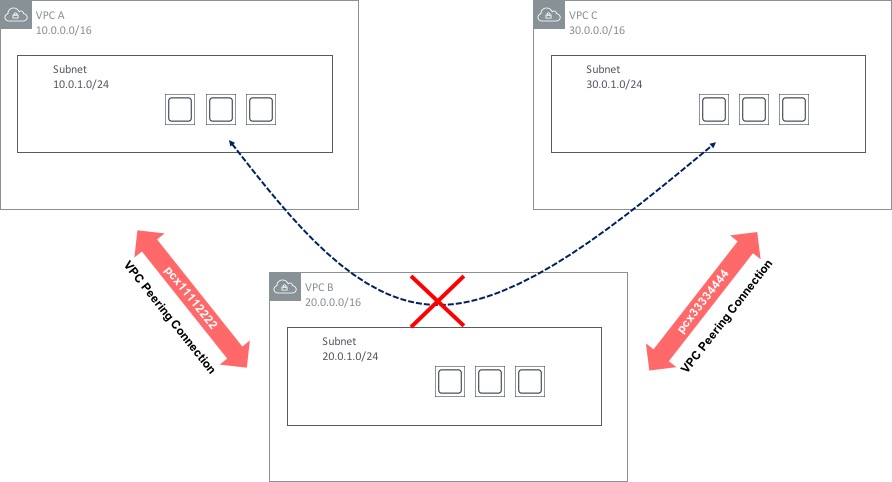 VPC A
10.0.0.0/16
Subnet
10.0.1.0/24
VPC C
30.0.0.0/16
Subnet
30.0.1.0/24
pcx11112222
VPC Peering Connection
pcx33334444
VPC Peering Connection
VPC B
20.0.0.0/16
Subnet
20.0.1.0/24